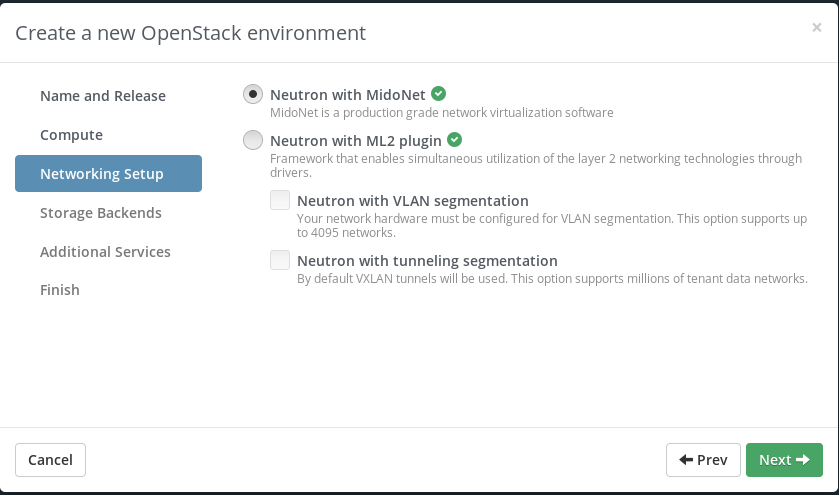 Create a new OpenStack environment
×
Name and Release
Compute
Networking Setup
Storage Backends
Additional Services
Finish
Neutron with MidoNet
MidoNet is a production grade network virtualization software
Neutron with ML2 plugin
Framework that enables simultaneous utilization of the layer 2 networking technologies through
drivers.
Neutron with VLAN segmentation
Your network hardware must be configured for VLAN segmentation. This option supports up
to 4095 networks.
Neutron with tunneling segmentation
By default VXLAN tunnels will be used. This option supports millions of tenant data networks.
Cancel
Prev
Next